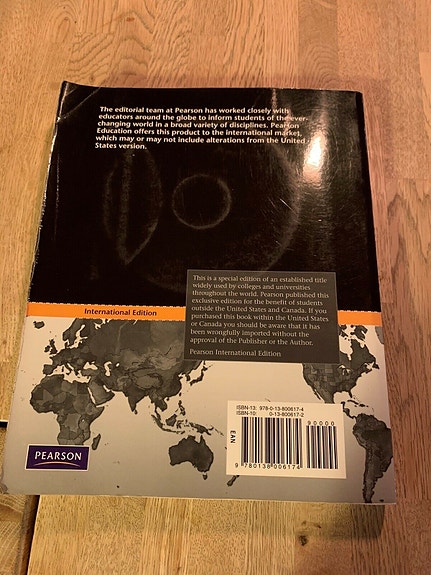 The editorial team at Pearson has worked closely with
educators around the globe to inform students of the ever-
changing world in a broad variety of disciplines. Pearson
Education offers this product to the international market,
which may or may not include alterations from the United
States version.
This is a special edition of an established title
widely used by colleges and universities
throughout the world. Pearson published this
exclusive edition for the benefit of students
outside the United States and Canada. If you
purchased this book within the United States
or Canada you should be aware that it has
been wrongfully imported without the
approval of the Publisher or the Author.
Pearson International Edition
International Edition
ISBN-13: 978-0-13-800617-4
ISBN-10: 0-13-800617-2
90000
EAN
9 780138 006174
PEARSON